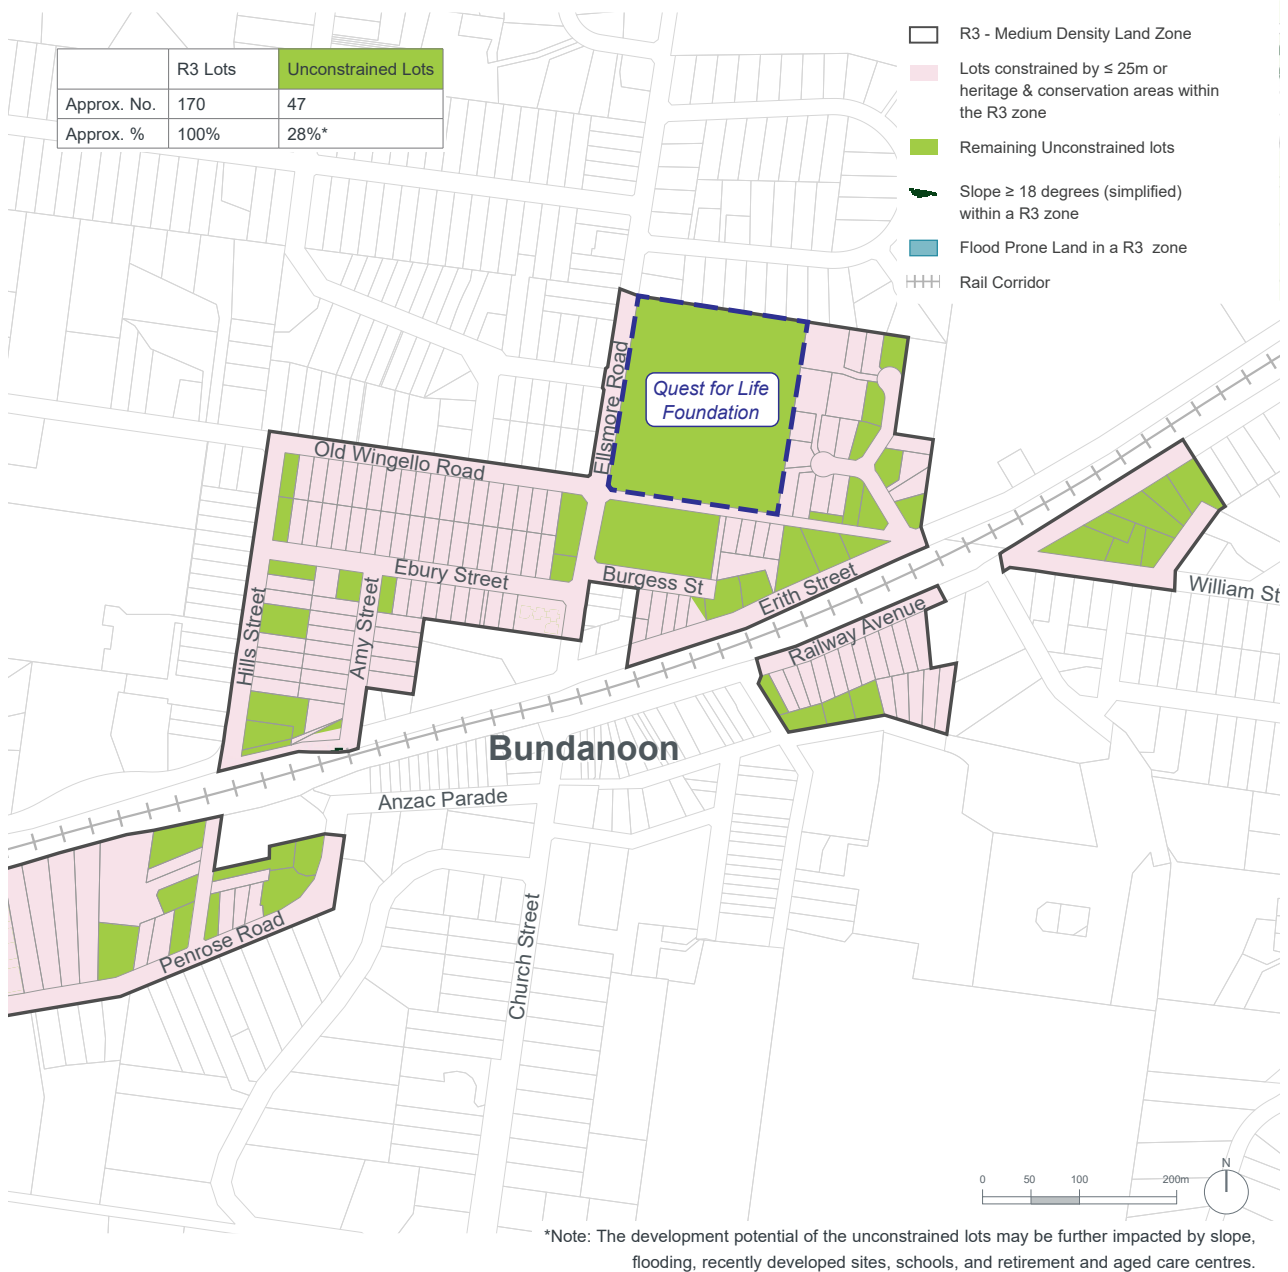 R3 Lots Unconstrained Lots
Approx. No. 170 47
Approx. % 100% 28%*
R3 - Medium Density Land Zone
Lots constrained by ≤ 25m or
heritage & conservation areas within
the R3 zone
Remaining Unconstrained lots
Slope ≥ 18 degrees (simplified)
within a R3 zone
Flood Prone Land in a R3 zone
Rail Corridor
Ellsmore Road
Quest for Life
Foundation
Old Wingello Road
Ebury Street
Burgess St
Erith Street
William St
Hills Street
Amy Street
Railway Avenue
Bundanoon
Anzac Parade
Church Street
Penrose Road
0 50 100 200m
N
*Note: The development potential of the unconstrained lots may be further impacted by slope,
flooding, recently developed sites, schools, and retirement and aged care centres.